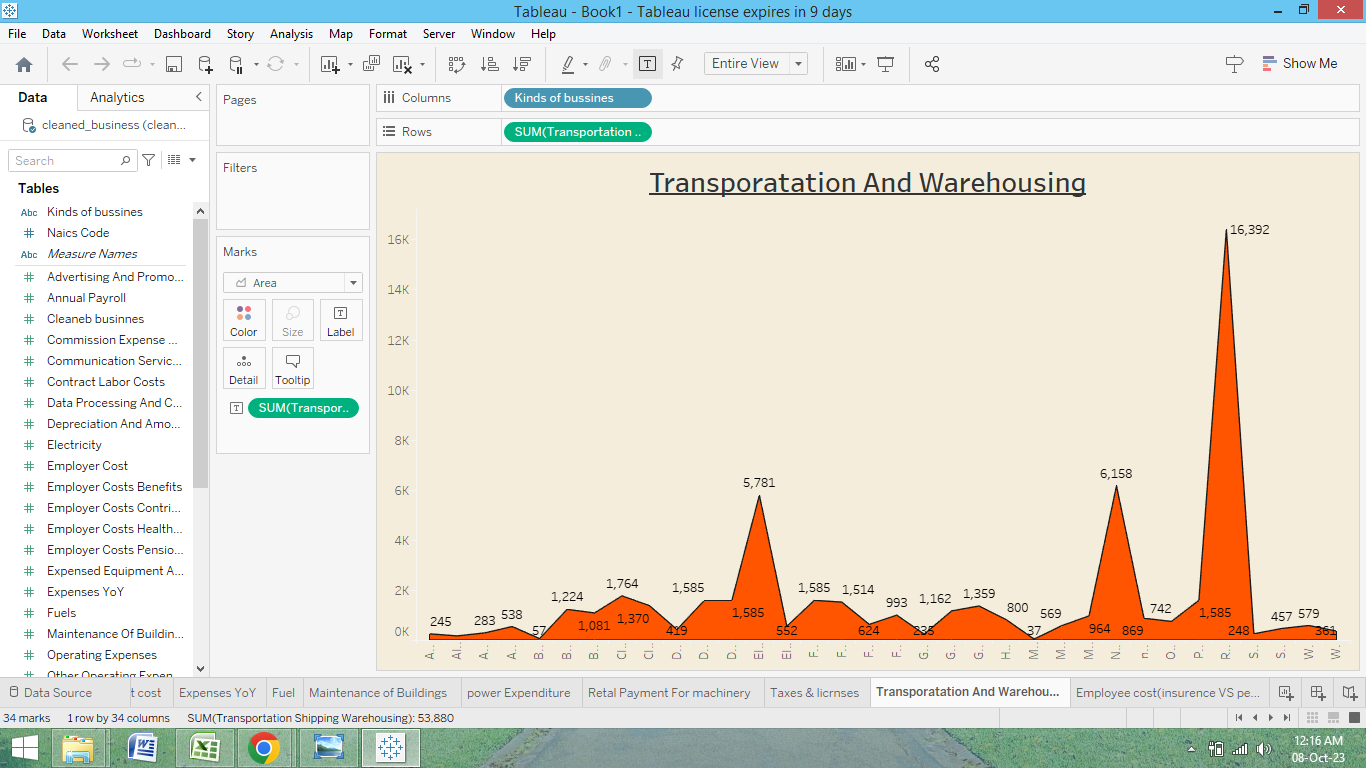 Tableau - Book1 - Tableau license expires in 9 days
File Data Worksheet Dashboard Story Analysis Map Format Server Window Help
Entire View
Show Me
Data Analytics
cleaned_business (clean...
Search
Tables
Abc Kinds of bussines
# Naics Code
Abc Measure Names
# Advertising And Promo...
# Annual Payroll
# Cleaneb businnes
# Commission Expense ...
# Communication Servic...
# Contract Labor Costs
# Data Processing And C...
# Depreciation And Amo...
# Electricity
# Employer Cost
# Employer Costs Benefits
# Employer Costs Contri...
# Employer Costs Health...
# Employer Costs Pensio...
# Expensed Equipment A...
# Expenses YoY
# Fuels
# Maintenance Of Buildin...
# Operating Expenses
# Other Operating Expen...
Pages
Filters
Marks
Area
Color Size Label
Detail Tooltip
SUM(Transpor..
Columns Kinds of bussines
Rows SUM(Transportation ..
Transporatation And Warehousing
16K
14K
12K
10K
8K
6K
4K
2K
0K
245 283 538 57 1,224 1,081 1,764 1,370 419 1,585 1,585 5,781 552 1,585 1,514 624 993 235 1,162 1,359 800 37 569 964 6,158 869 742 1,585 16,392 248 457 579 361
A.. Al.. A.. A.. B.. B.. B.. Cl.. Cl.. D.. D.. D.. El.. El.. F.. F.. F.. F.. G.. G.. G.. H.. M.. M.. M.. N.. n.. O.. P.. R.. S.. S.. W.. W..
Data Source t cost Expenses YoY Fuel Maintenance of Buildings power Expenditure Retal Payment For machinery Taxes & licrnses Transporatation And Warehou... Employee cost(insurence VS pe...
34 marks 1 row by 34 columns SUM(Transportation Shipping Warehousing): 53,880
12:16 AM
08-Oct-23